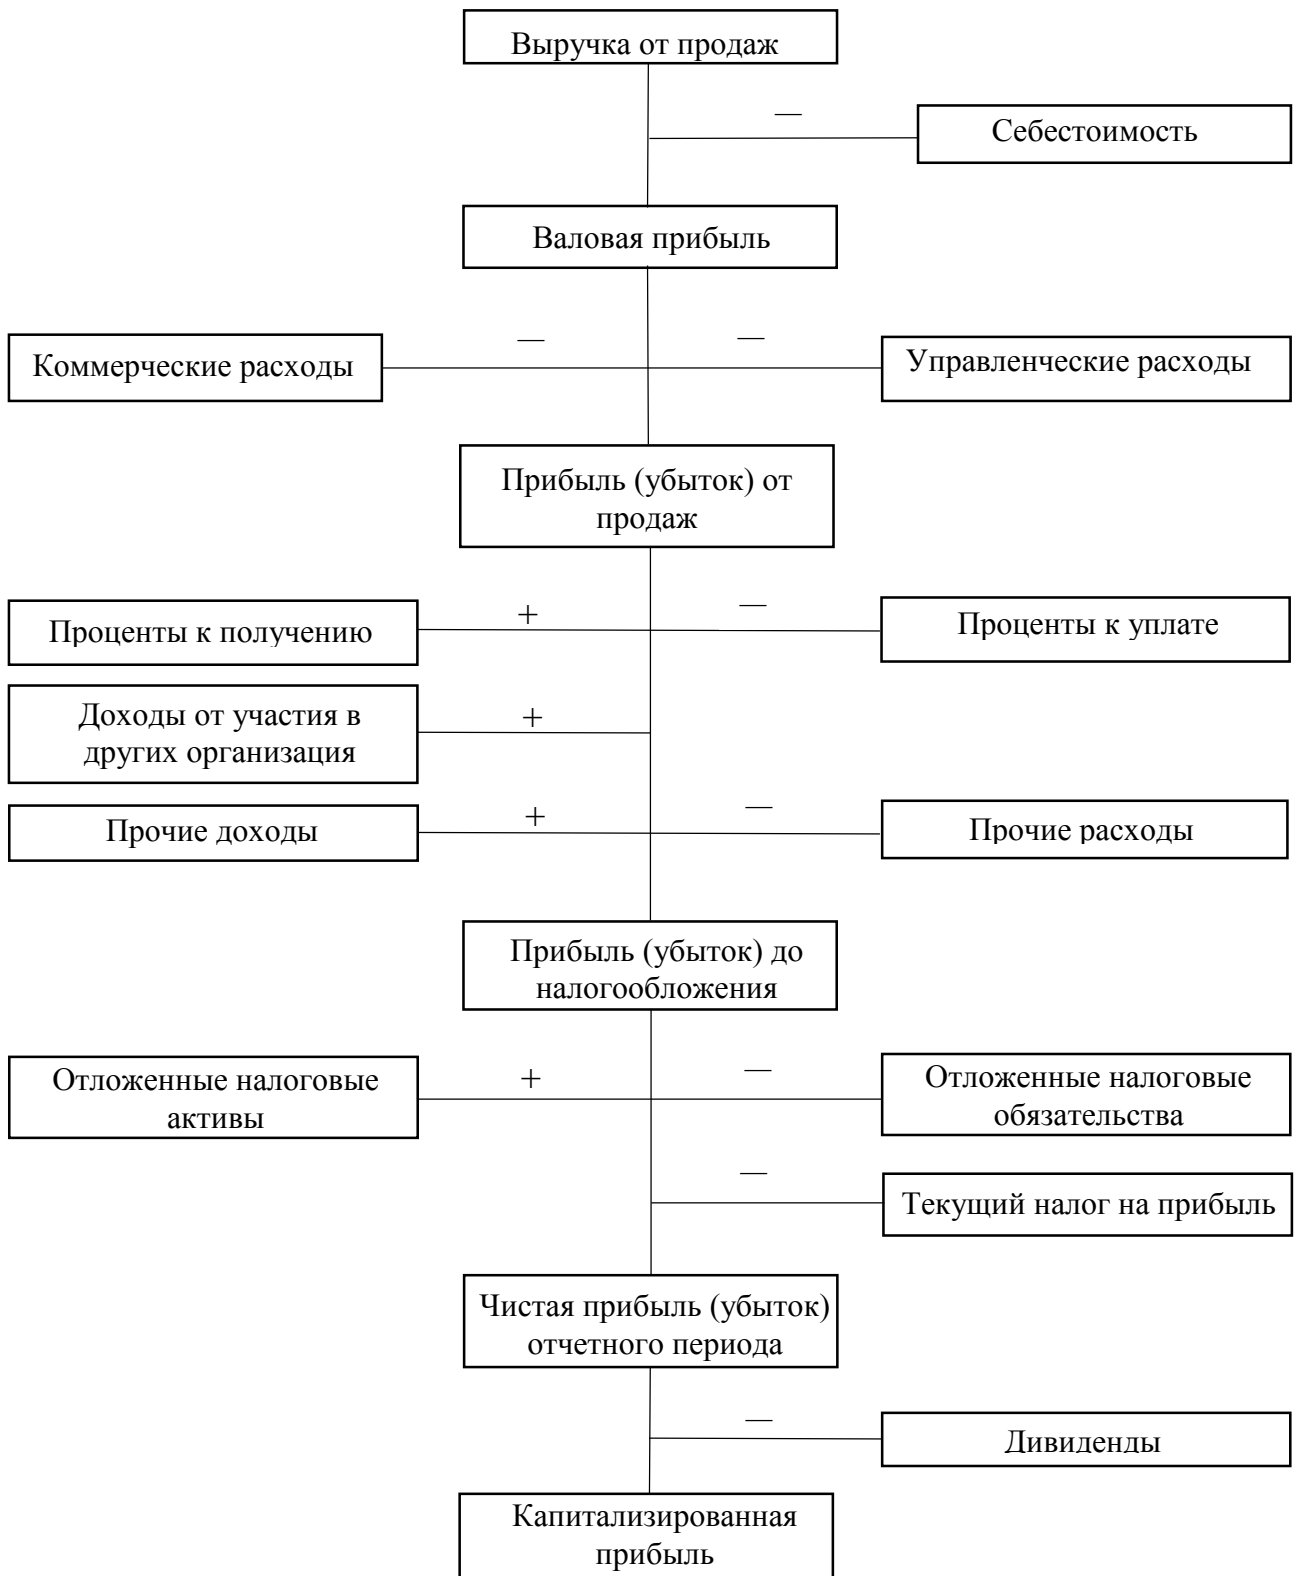 Выручка от продаж
—
Себестоимость
Валовая прибыль
— —
Коммерческие расходы
Управленческие расходы
Прибыль (убыток) от
продаж
+ —
Проценты к получению
Проценты к уплате
Доходы от участия в
других организация
+
+ —
Прочие доходы
Прочие расходы
Прибыль (убыток) до
налогообложения
+ —
Отложенные налоговые
активы
Отложенные налоговые
обязательства
—
Текущий налог на прибыль
Чистая прибыль (убыток)
отчетного периода
—
Дивиденды
Капитализированная
прибыль